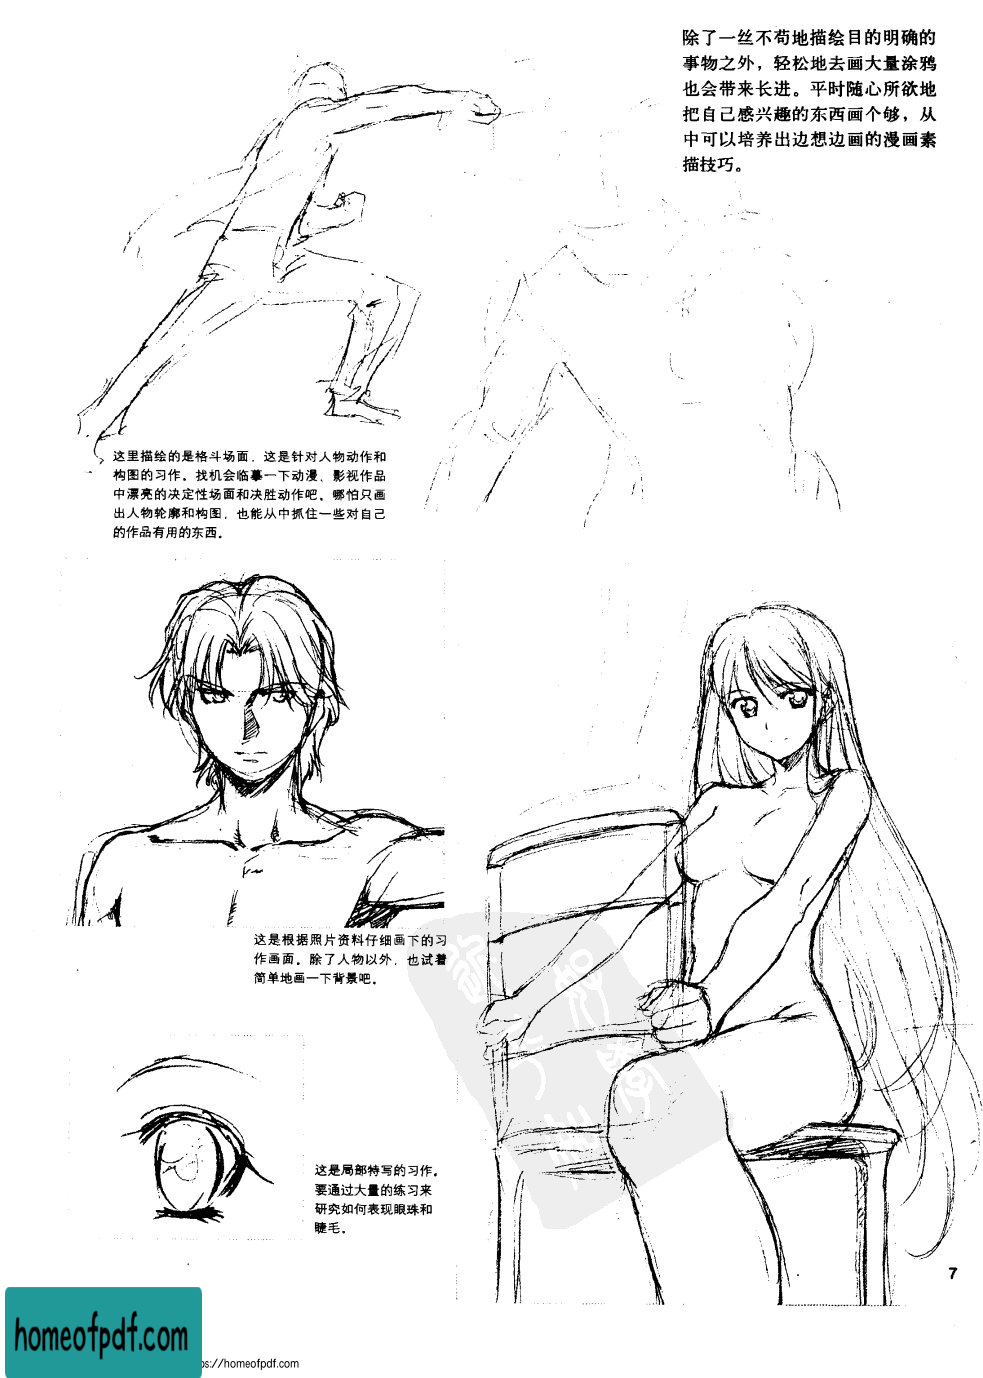 除了一丝不苟地描绘目的明确的
事物之外，轻松地去画大量涂鸦
也会带来长进。平时随心所欲地
把自己感兴趣的东西画个够，从
中可以培养出边想边画的漫画素
描技巧。
这里描绘的是格斗场面，这是针对人物动作和
构图的习作。找机会临摹一下动漫、影视作品
中漂亮的决定性场面和决胜动作吧。哪怕只画
出人物轮廓和构图，也能从中抓住一些对自己
的作品有用的东西。
这是根据照片资料仔细画下的习
作画面。除了人物以外，也试着
简单地画一下背景吧。
这是局部特写的习作。
要通过大量的练习来
研究如何表现眼珠和
睫毛。
7
homeofpdf.com
ps://homeofpdf.com